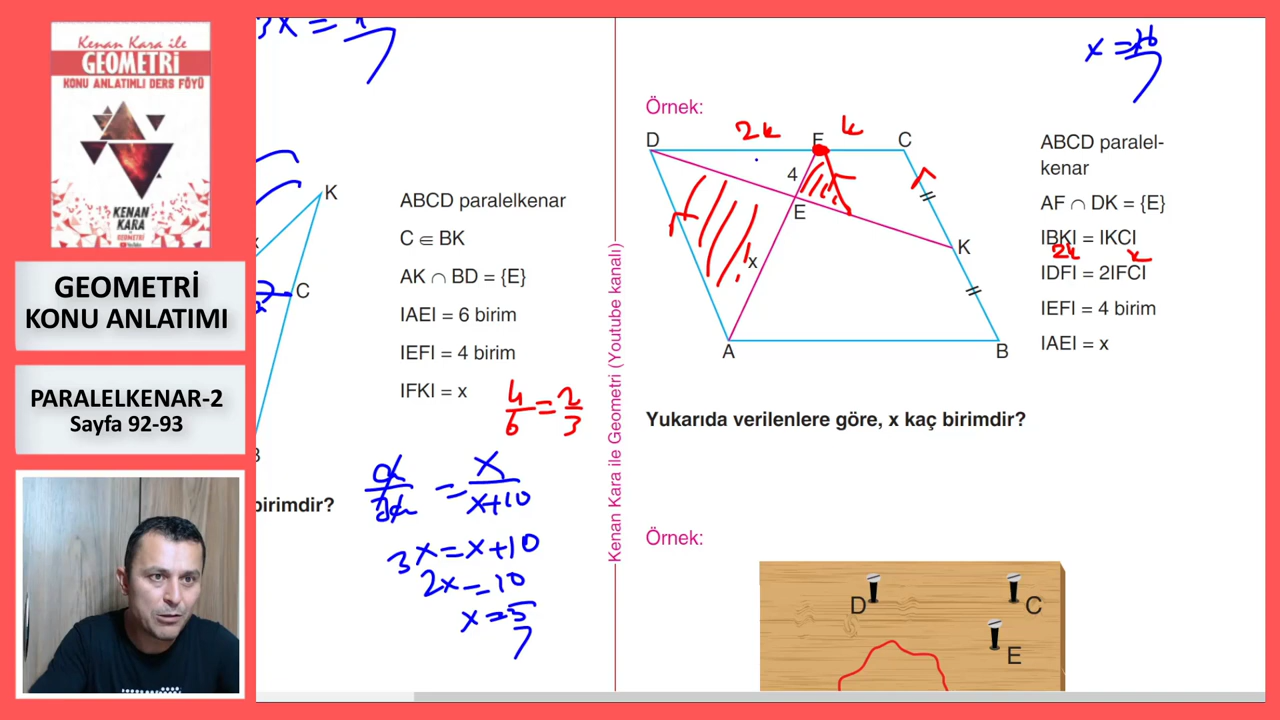 Kenan Kara ile
GEOMETRİ
KONU ANLATIMLI DERS FÖYÜ
KENAN
KARA
GEOMETRİ KONU ANLATIMI
PARALELKENAR-2
Sayfa 92-93
K
C
ABCD paralelkenar
C ∈ BK
AK ∩ BD = {E}
IAEI = 6 birim
IEFI = 4 birim
IFKI = x
4/6 = 2/3
birimdir?
= x/x+10
3x = x+10
2x = 10
x = 5
Kenan Kara ile Geometri (Youtube kanalı)
Örnek:
2k
k
D
F
C
4
E
K
x
A
B
ABCD paralel-
kenar
AF ∩ DK = {E}
IBKI = IKCI
2k
k
IDFI = 2IFCI
IEFI = 4 birim
IAEI = x
Yukarıda verilenlere göre, x kaç birimdir?
Örnek:
D
C
E